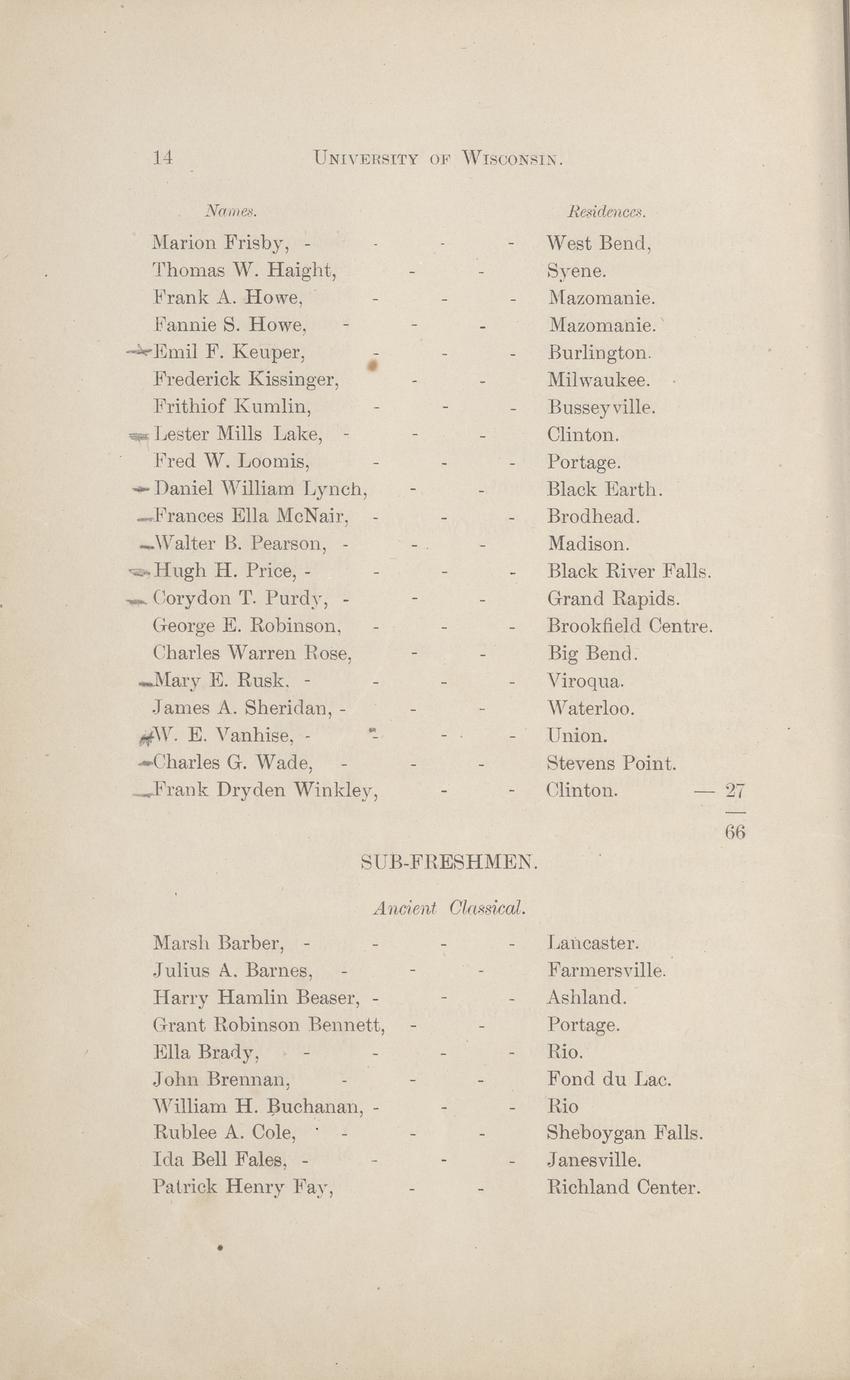 14 UNIVERSITY OF WISCONSIN.
Names. Residences.
Marion Frisby, - - - - West Bend,
Thomas W. Haight, - - Syene.
Frank A. Howe, - - - Mazomanie.
Fannie S. Howe, - - - Mazomanie.
Emil F. Keuper, - - - Burlington.
Frederick Kissinger, - - Milwaukee.
Frithiof Kumlin, - - - Busseyville.
Lester Mills Lake, - - - Clinton.
Fred W. Loomis, - - - Portage.
Daniel William Lynch, - - Black Earth.
Frances Ella McNair, - - - Brodhead.
Walter B. Pearson, - - - Madison.
Hugh H. Price, - - - - Black River Falls.
Corydon T. Purdy, - - - Grand Rapids.
George E. Robinson, - - - Brookfield Centre.
Charles Warren Rose, - - Big Bend.
Mary E. Rusk, - - - - Viroqua.
James A. Sheridan, - - - Waterloo.
W. E. Vanhise, - - - - Union.
Charles G. Wade, - - - Stevens Point.
Frank Dryden Winkley, - - Clinton. — 27
66
SUB-FRESHMEN.
Ancient Classical.
Marsh Barber, - - - - Lancaster.
Julius A. Barnes, - - - Farmersville.
Harry Hamlin Beaser, - - - Ashland.
Grant Robinson Bennett, - - Portage.
Ella Brady, - - - - Rio.
John Brennan, - - - Fond du Lac.
William H. Buchanan, - - - Rio
Rublee A. Cole, - - - Sheboygan Falls.
Ida Bell Fales, - - - - Janesville.
Patrick Henry Fay, - - Richland Center.